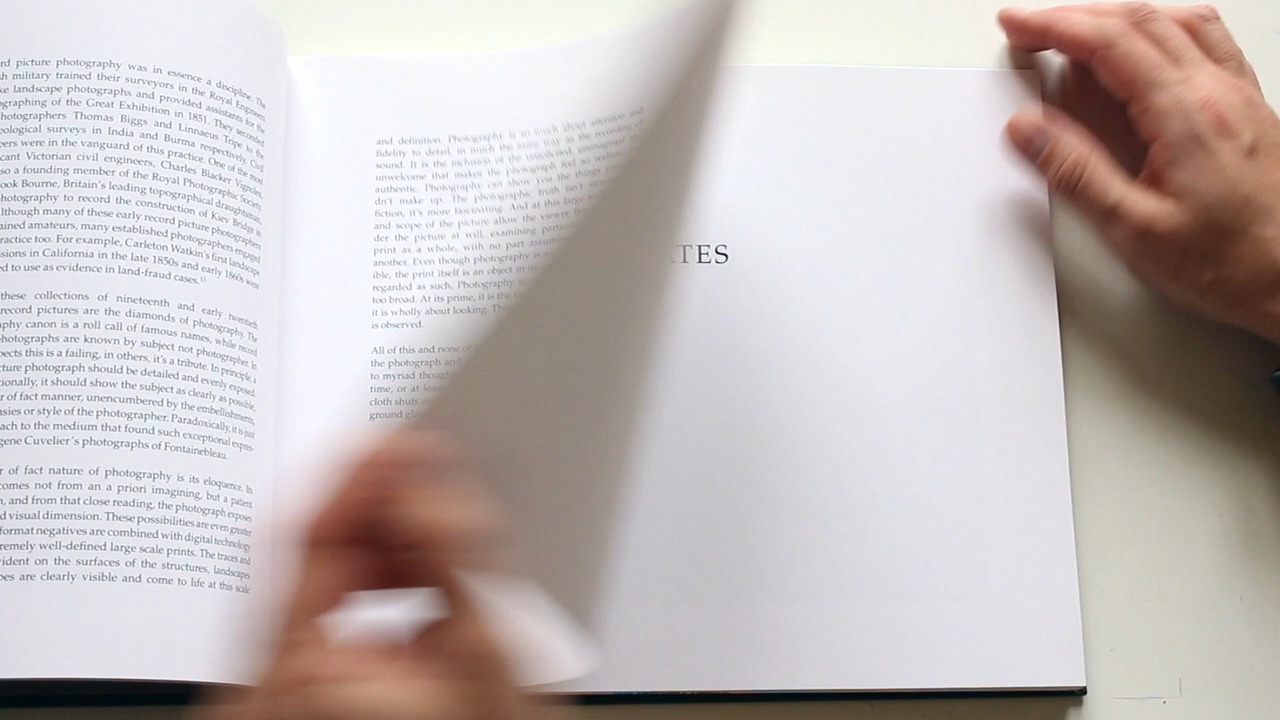 rd picture photography was in essence a discipline. The
h military trained their surveyors in the Royal Engineers
ke landscape photographs and provided assistants for the
ographing of the Great Exhibition in 1851. They seconded
hotographers Thomas Biggs and Linnaeus Tripe to the
eological surveys in India and Burma respectively. Civil
eers were in the vanguard of this practice. One of the most
cant Victorian civil engineers, Charles Blacker Vignoles,
so a founding member of the Royal Photographic Society
ook Bourne, Britain's leading topographical draughtsman,
hotography to record the construction of Kiev Bridge in
lthough many of these early record picture photographers
ained amateurs, many established photographers engaged
ractice too. For example, Carleton Watkin's first landscape
sions in California in the late 1850s and early 1860s were
ed to use as evidence in land-fraud cases.
these collections of nineteenth and early twentieth
record pictures are the diamonds of photography. The
phy canon is a roll call of famous names, while record
hotographs are known by subject not photographer. In
pects this is a failing, in others, it's a tribute. In principle, a
cture photograph should be detailed and evenly exposed.
ionally, it should show the subject as clearly as possible,
r of fact manner, unencumbered by the embellishments,
asies or style of the photographer. Paradoxically, it is just
ach to the medium that found such exceptional expres-
gene Cuvelier's photographs of Fontainebleau.
r of fact nature of photography is its eloquence. In
omes not from an a priori imagining, but a patient
n, and from that close reading, the photograph exposes
d visual dimension. These possibilities are even greater
format negatives are combined with digital technology
remely well-defined large scale prints. The traces and
vident on the surfaces of the structures, landscapes
pes are clearly visible and come to life at this scale
and definition. Photography is as much about attention and
fidelity to detail, in much the same way as the recording of
sound. It is the inclusion of the unsolicited, unimagined or
unwelcome that makes the photograph feel so realistic
authentic. Photography can show you the things you
dn't make up. The photographic truth isn't
fiction, it's more fascinating. And at this large
and scope of the picture allow the viewer
der the picture at will, examining
print as a whole, with no part
another. Even though photography is
ible, the print itself is an object in
regarded as such. Photography is
too broad. At its prime, it is the
it is wholly about looking.
is observed.
All of this and none of
the photograph and
to myriad
time, or at least
cloth shuts
ground
ATES